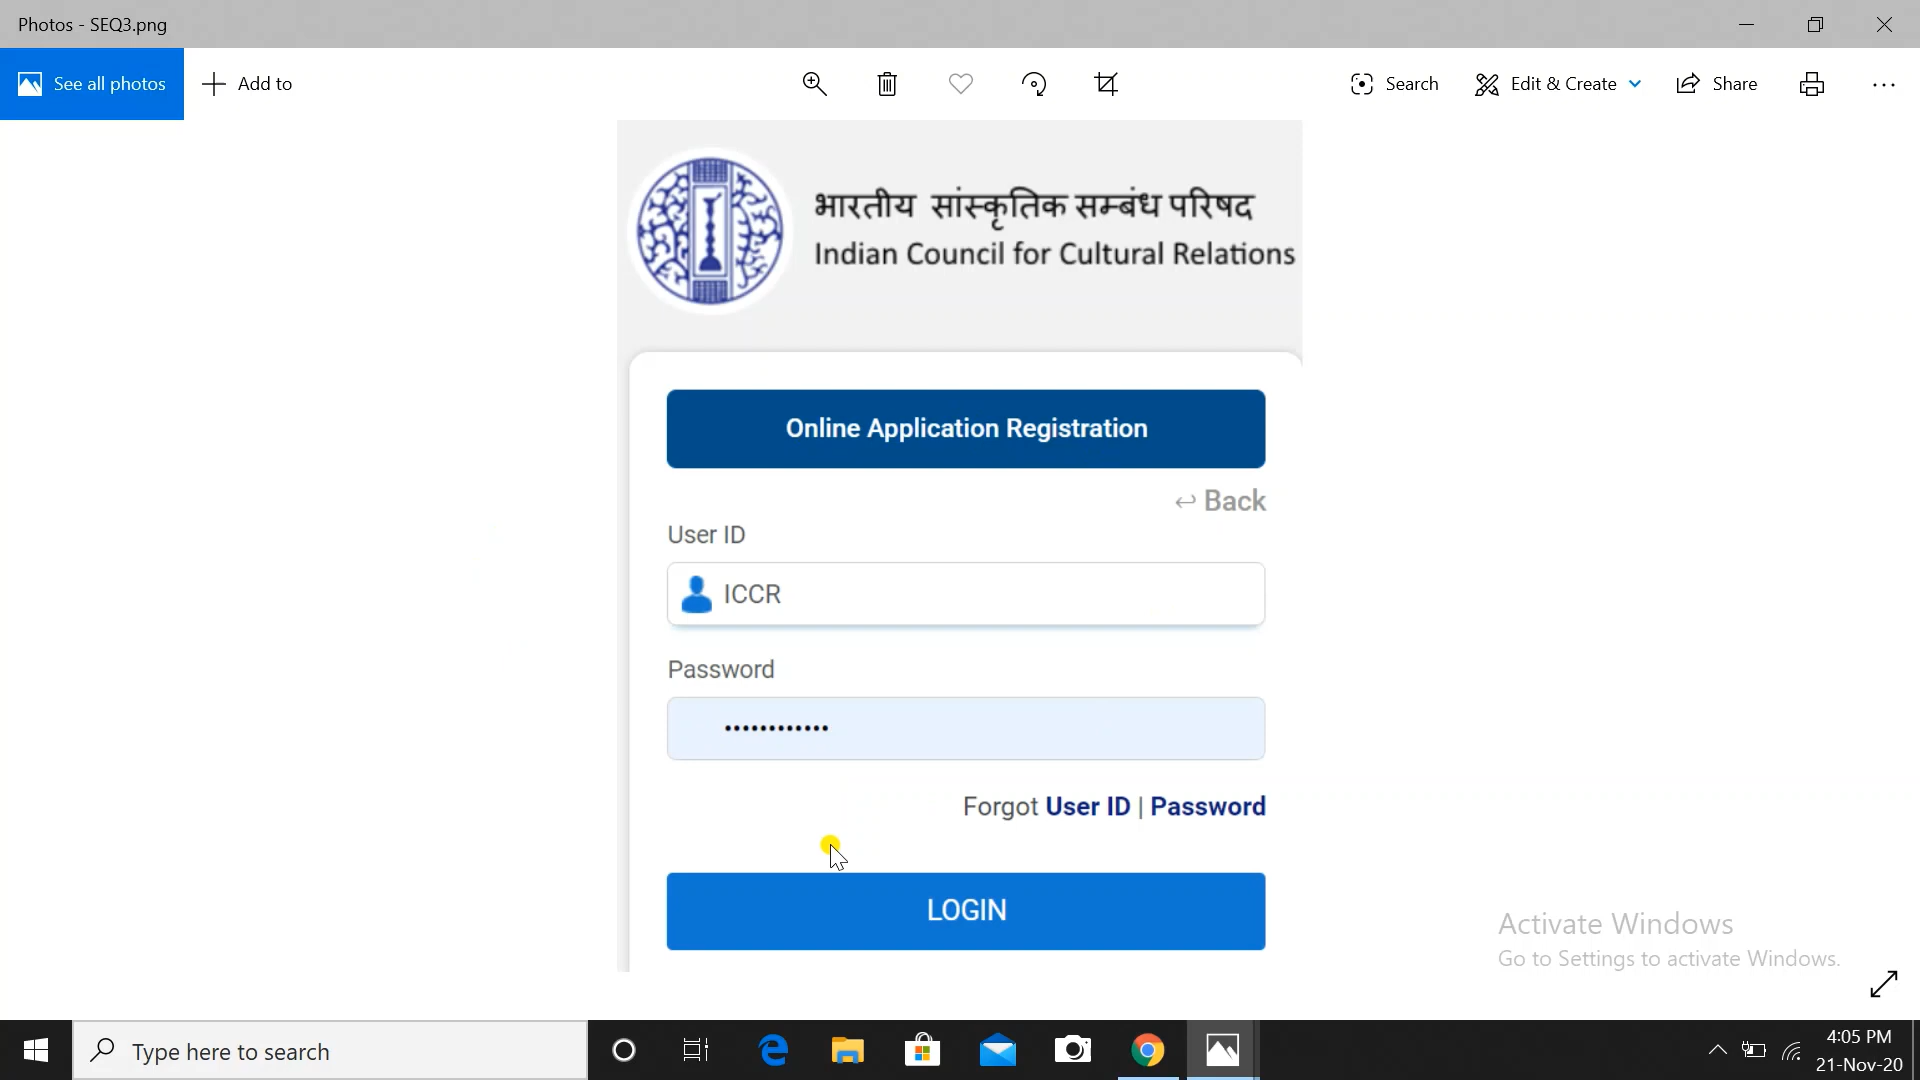 Photos - SEQ3.png
See all photos
Add to
Search
Edit & Create
Share
भारतीय सांस्कृतिक सम्बंध परिषद
Indian Council for Cultural Relations
Online Application Registration
Back
User ID
ICCR
Password
••••••••••••
Forgot User ID | Password
LOGIN
Activate Windows
Go to Settings to activate Windows.
Type here to search
4:05 PM
21-Nov-20